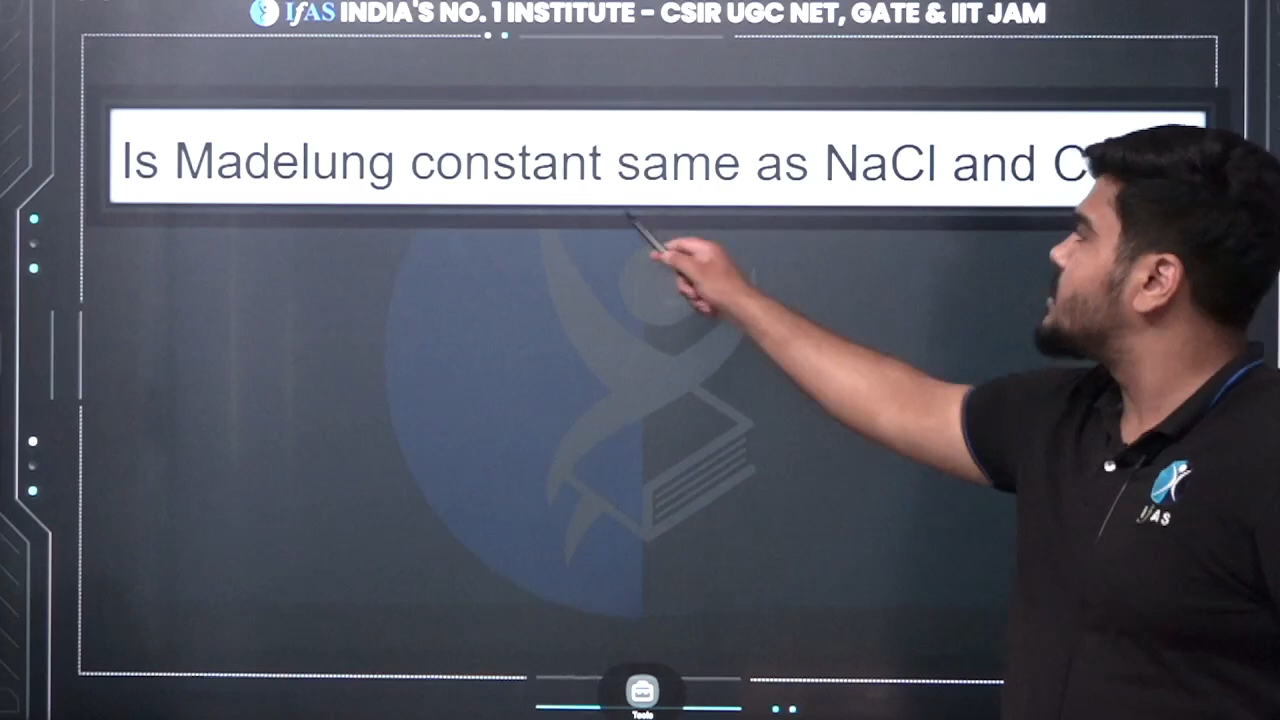 IfAS INDIA'S NO. 1 INSTITUTE - CSIR UGC NET, GATE & IIT JAM
Is Madelung constant same as NaCl and
IfAS
Tools